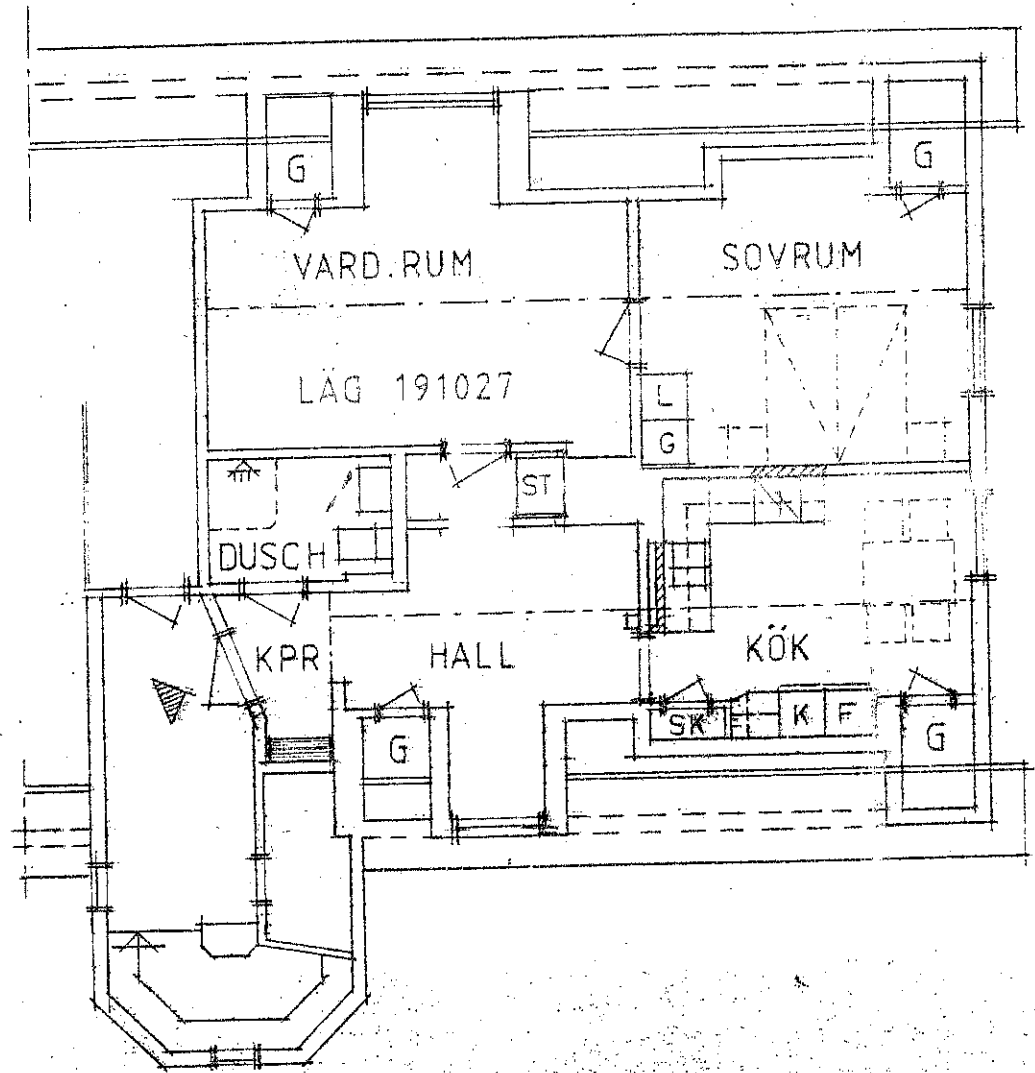 G
G
VARD.RUM
SOVRUM
LÄG 191027
L
G
ST
DUSCH
KPR
HALL
KÖK
SK
K
F
G
G